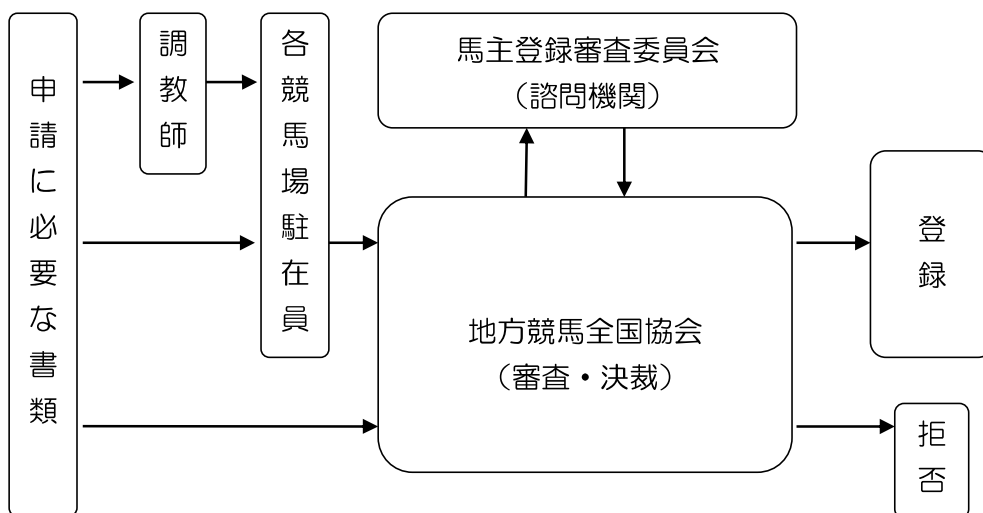 申請に必要な書類
調教師
各競馬場駐在員
馬主登録審査委員会
（諮問機関）
地方競馬全国協会
（審査・決裁）
登録
拒否